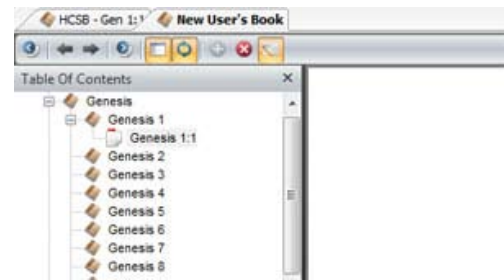 HCSB - Gen 1:1 New User's Book
Table Of Contents
Genesis
Genesis 1
Genesis 1:1
Genesis 2
Genesis 3
Genesis 4
Genesis 5
Genesis 6
Genesis 7
Genesis 8